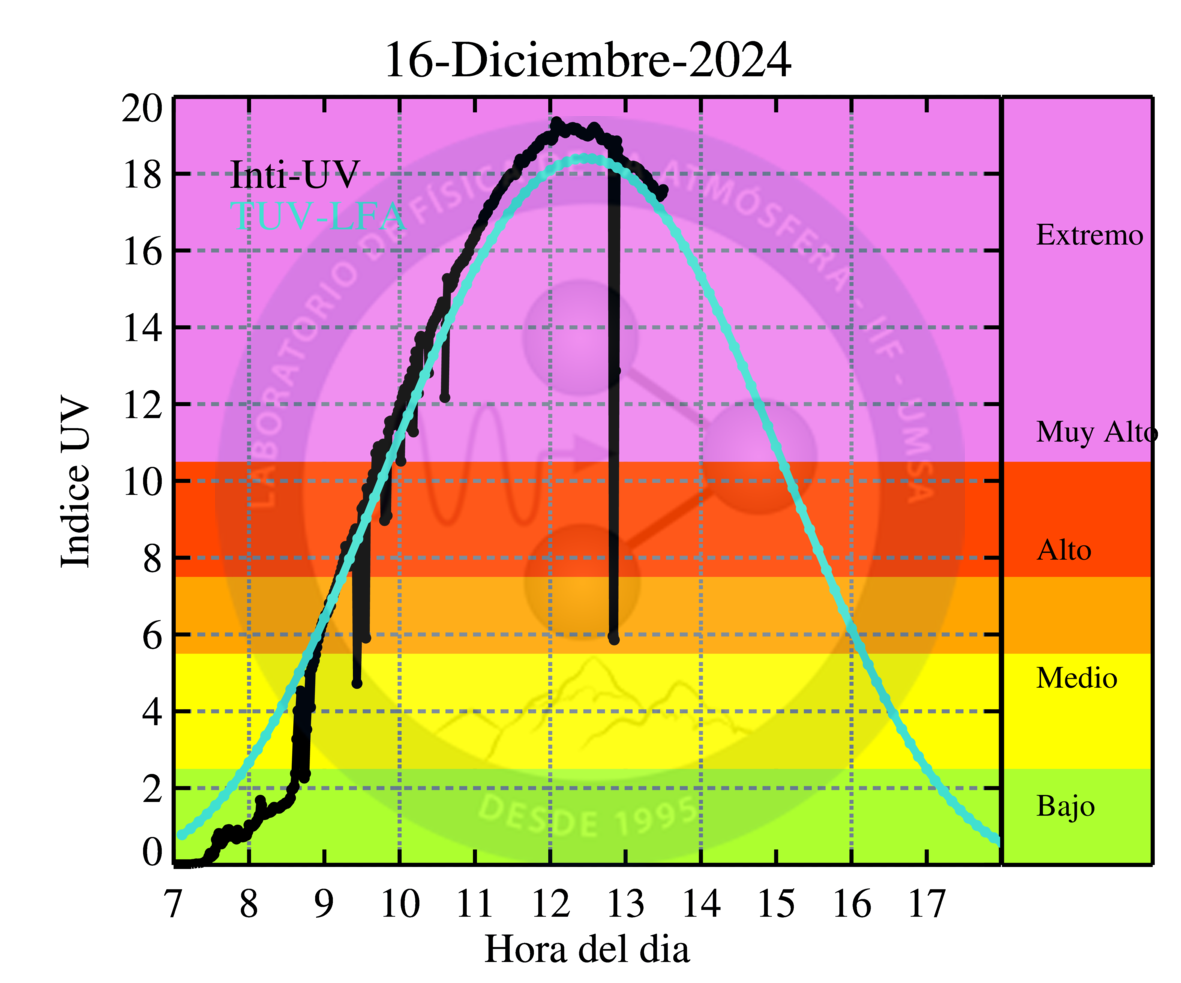 16-Diciembre-2024
20
18
16
14
12
10
8
6
4
2
0
Indice UV
Inti-UV
TUV-LFA
LABORATORIO DE FÍSICA DE LA ATMÓSFERA - IIF - UMSA
DESDE 1995
Extremo
Muy Alto
Alto
Medio
Bajo
7 8 9 10 11 12 13 14 15 16 17
Hora del dia